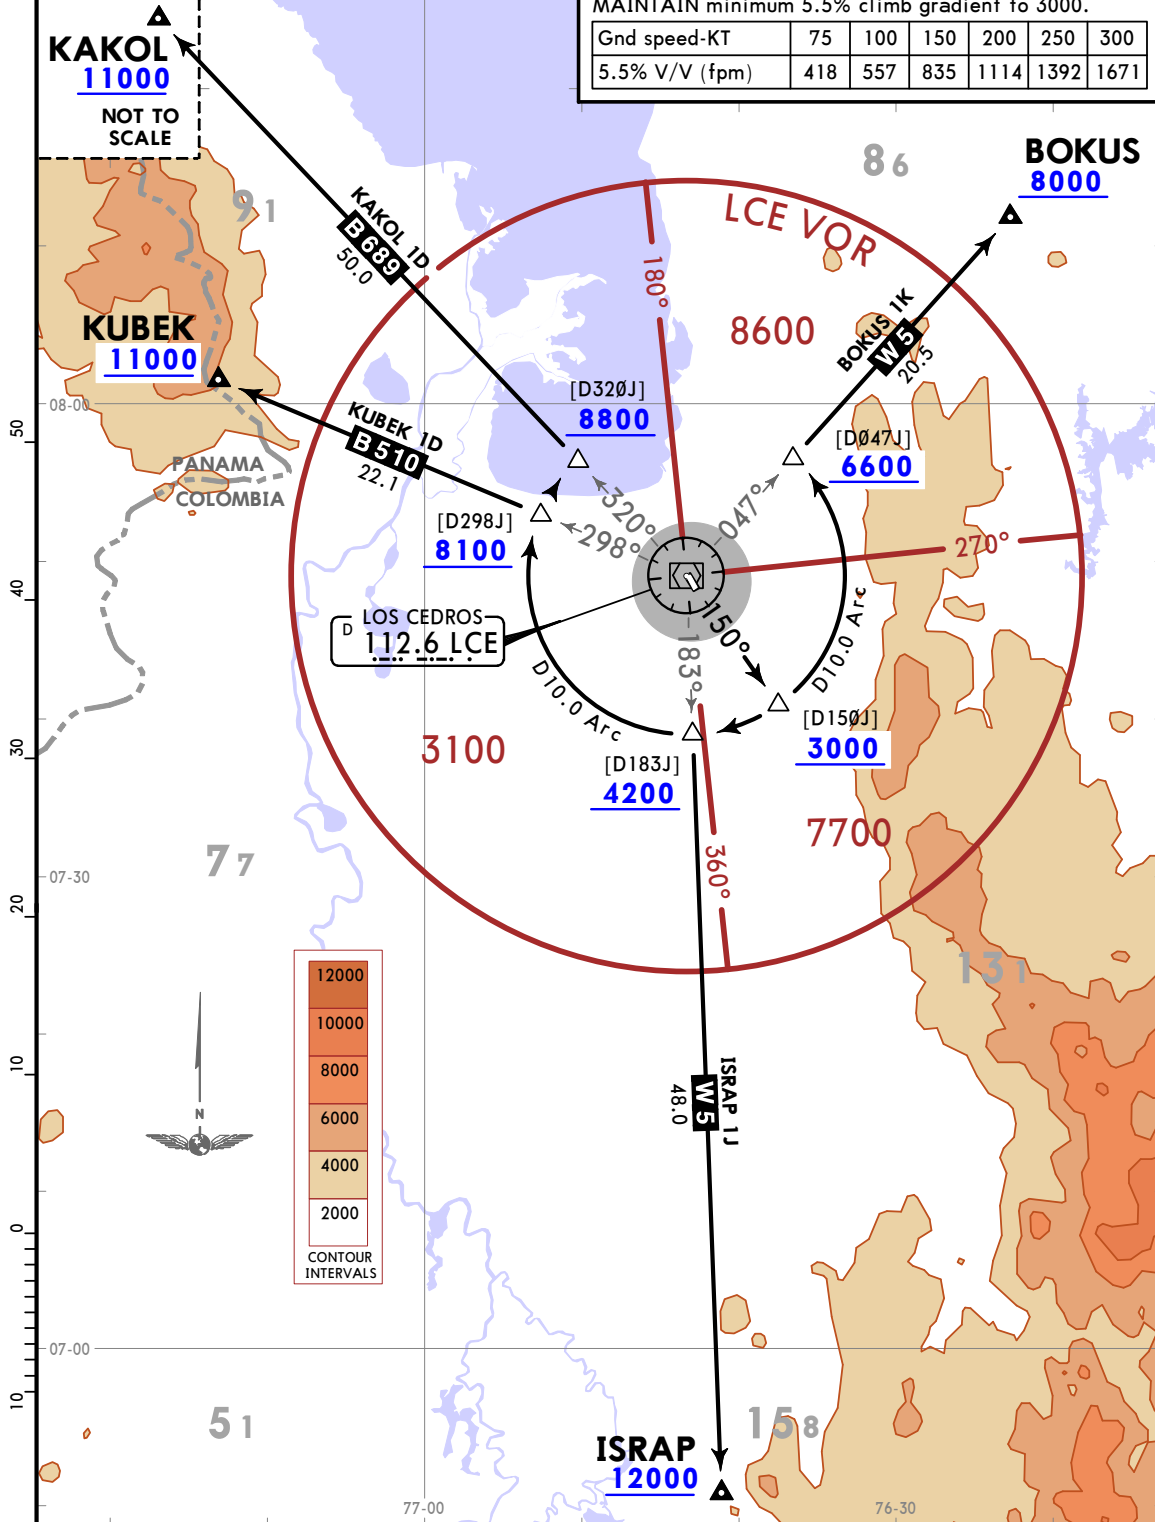 MAINTAIN minimum 5.5% climb gradient to 3000.
Gnd speed-KT 75 100 150 200 250 300
5.5% V/V (fpm) 418 557 835 1114 1392 1671
KAKOL
11000
NOT TO
SCALE
91
86
BOKUS
8000
LCE VOR
KAKOL 1D
B 689
50.0
180°
8600
BOKUS 1K
W 5
20.5
KUBEK
11000
[D320J]
8800
08-00
KUBEK 1D
B 510
22.1
[D047J]
6600
PANAMA
COLOMBIA
50
320°
047°
[D298J]
8100
298°
270°
40
LOS CEDROS
D 112.6 LCE
150°
183°
D10.0 Arc
D10.0 Arc
[D150J]
3000
30
3100
[D183J]
4200
7700
360°
77
07-30
20
131
12000
10000
8000
6000
4000
2000
CONTOUR
INTERVALS
N
10
ISRAP 1J
W 5
48.0
0
07-00
10
51
158
ISRAP
12000
77-00
76-30